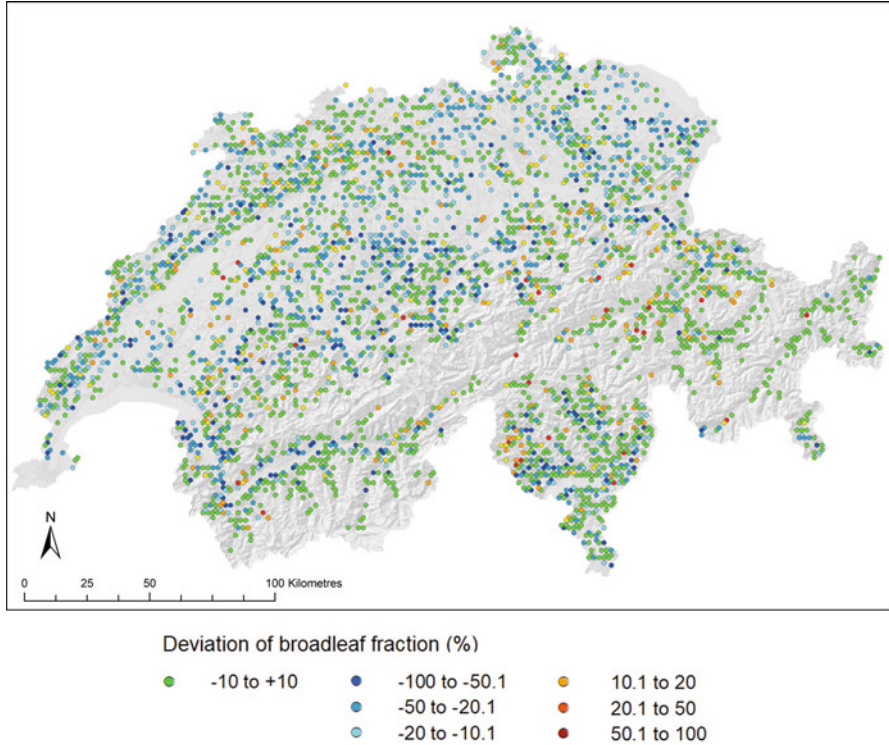 N
0 25 50 100 Kilometres
Deviation of broadleaf fraction (%)
-10 to +10 -100 to -50.1 10.1 to 20
-50 to -20.1 20.1 to 50
-20 to -10.1 50.1 to 100